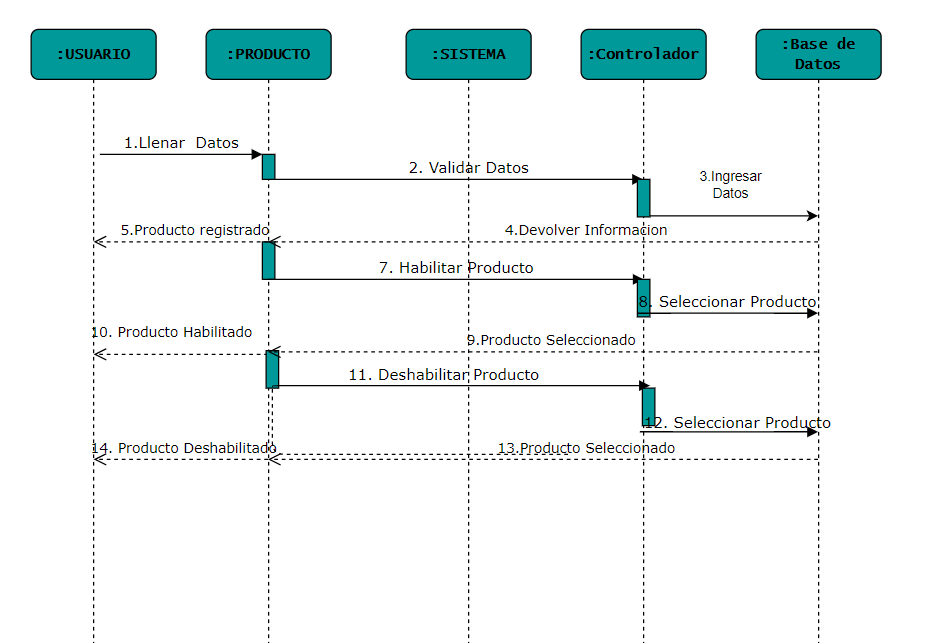 :USUARIO
:PRODUCTO
:SISTEMA
:Controlador
:Base de
Datos
1.Llenar Datos
2. Validar Datos
3.Ingresar
Datos
5.Producto registrado
4.Devolver Informacion
7. Habilitar Producto
8. Seleccionar Producto
10. Producto Habilitado
9.Producto Seleccionado
11. Deshabilitar Producto
12. Seleccionar Producto
14. Producto Deshabilitado
13.Producto Seleccionado